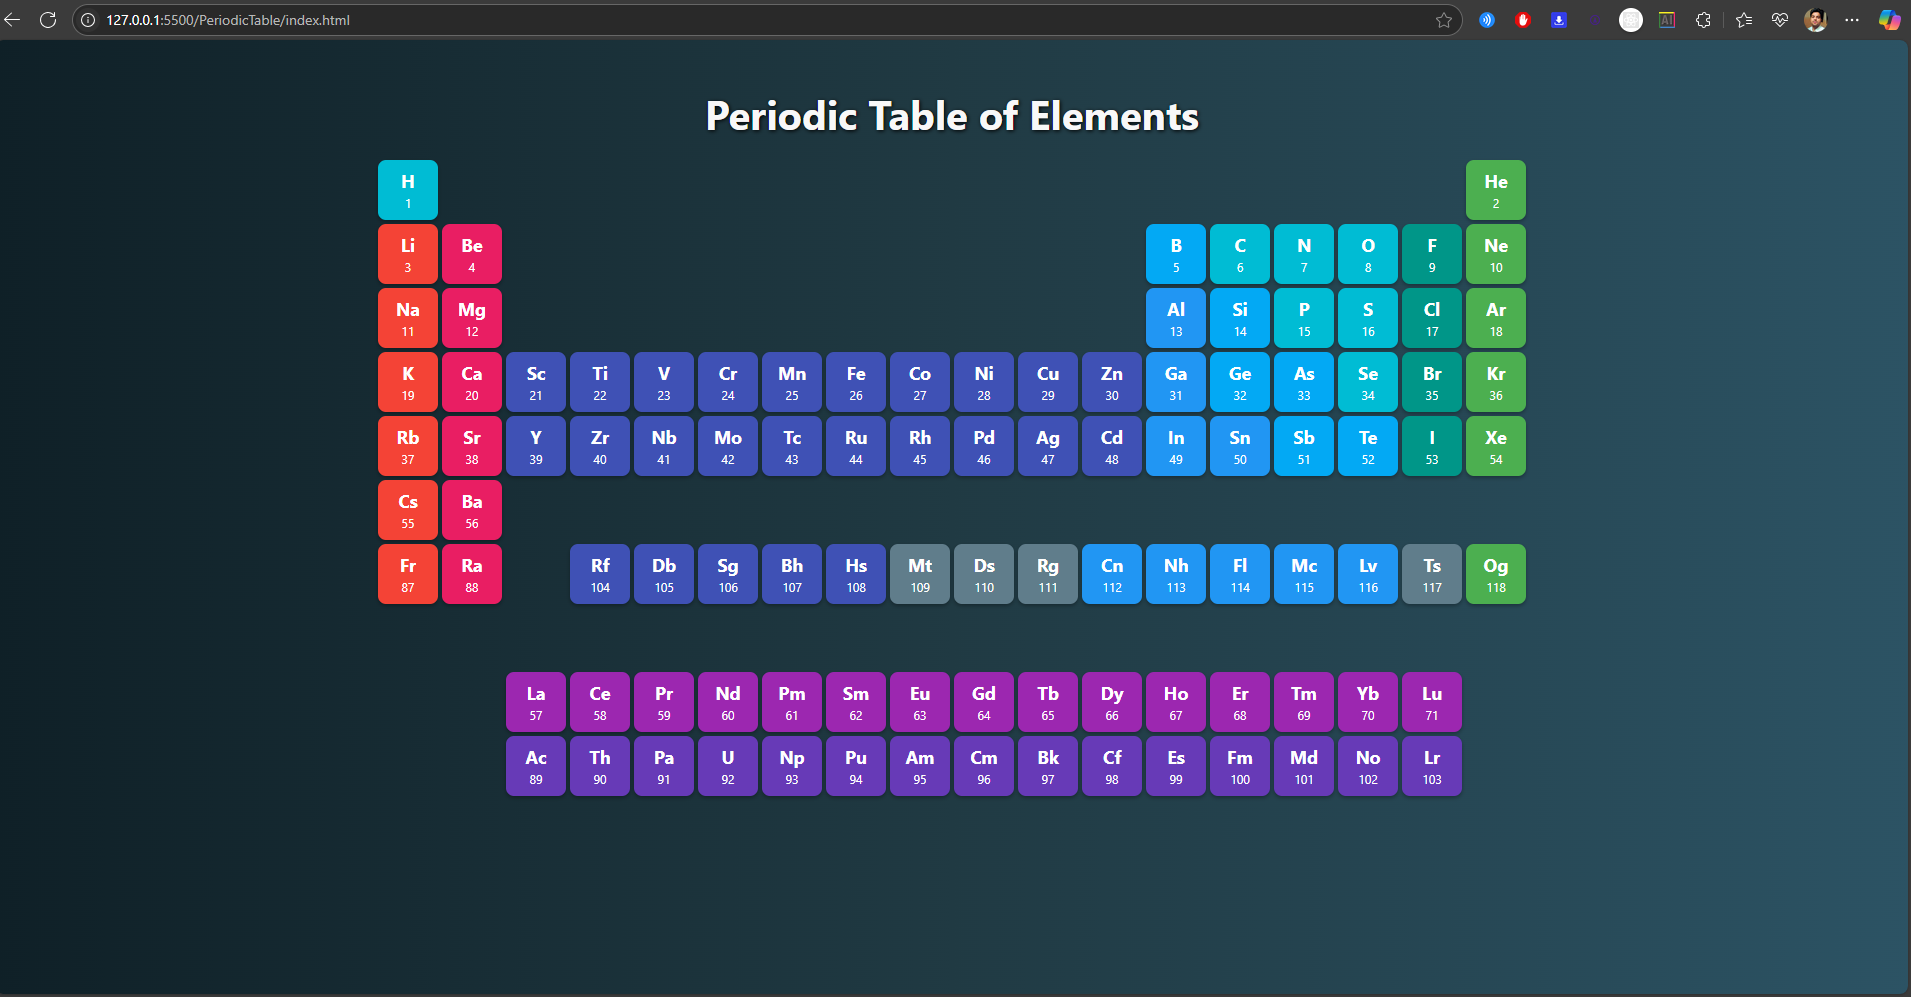 127.0.0.1:5500/PeriodicTable/index.html
AI
Periodic Table of Elements
H He
1 2
Li Be B C N O F Ne
3 4 5 6 7 8 9 10
Na Mg Al Si P S Cl Ar
11 12 13 14 15 16 17 18
K Ca Sc Ti V Cr Mn Fe Co Ni Cu Zn Ga Ge As Se Br Kr
19 20 21 22 23 24 25 26 27 28 29 30 31 32 33 34 35 36
Rb Sr Y Zr Nb Mo Tc Ru Rh Pd Ag Cd In Sn Sb Te I Xe
37 38 39 40 41 42 43 44 45 46 47 48 49 50 51 52 53 54
Cs Ba
55 56
Fr Ra Rf Db Sg Bh Hs Mt Ds Rg Cn Nh Fl Mc Lv Ts Og
87 88 104 105 106 107 108 109 110 111 112 113 114 115 116 117 118
La Ce Pr Nd Pm Sm Eu Gd Tb Dy Ho Er Tm Yb Lu
57 58 59 60 61 62 63 64 65 66 67 68 69 70 71
Ac Th Pa U Np Pu Am Cm Bk Cf Es Fm Md No Lr
89 90 91 92 93 94 95 96 97 98 99 100 101 102 103